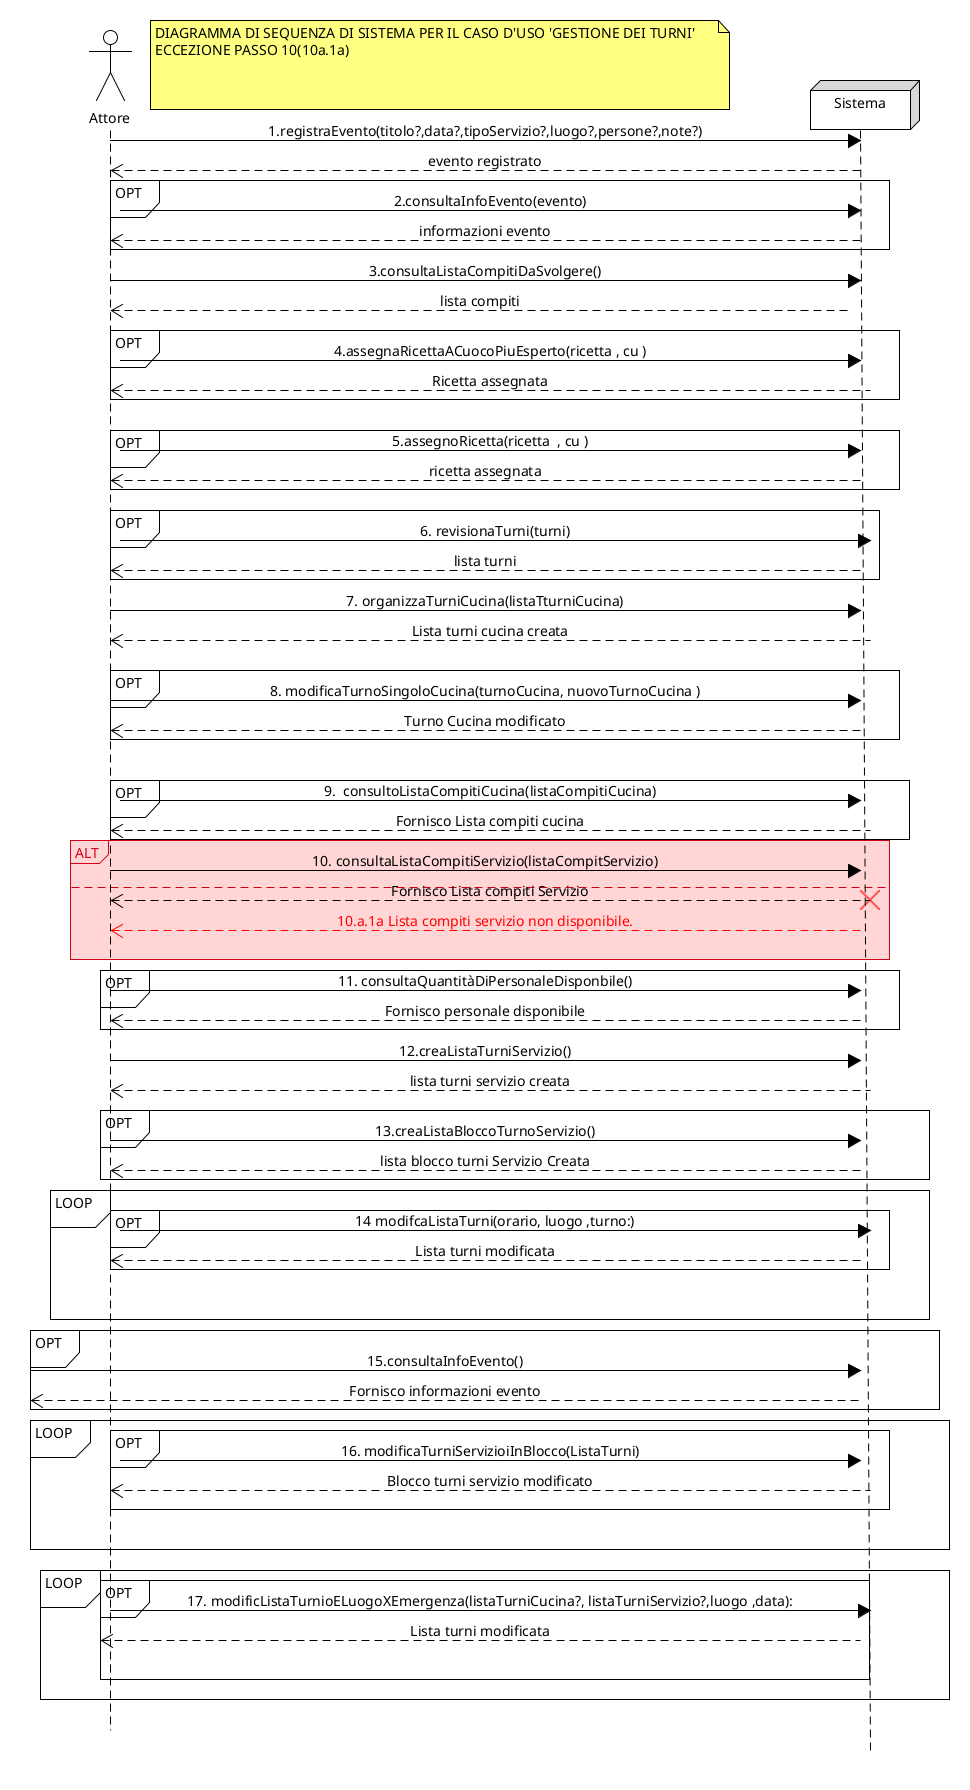 DIAGRAMMA DI SEQUENZA DI SISTEMA PER IL CASO D'USO 'GESTIONE DEI TURNI'
ECCEZIONE PASSO 10(10a.1a)
Sistema
Attore
1.registraEvento(titolo?,data?,tipoServizio?,luogo?,persone?,note?)
evento registrato
OPT
2.consultaInfoEvento(evento)
informazioni evento
3.consultaListaCompitiDaSvolgere()
lista compiti
OPT
4.assegnaRicettaACuocoPiuEsperto(ricetta , cu )
Ricetta assegnata
OPT
5.assegnoRicetta(ricetta  , cu )
ricetta assegnata
OPT
6. revisionaTurni(turni)
lista turni
7. organizzaTurniCucina(listaTturniCucina)
Lista turni cucina creata
OPT
8. modificaTurnoSingoloCucina(turnoCucina, nuovoTurnoCucina )
Turno Cucina modificato
OPT
9.  consultoListaCompitiCucina(listaCompitiCucina)
Fornisco Lista compiti cucina
ALT
10. consultaListaCompitiServizio(listaCompitServizio)
Fornisco Lista compiti Servizio
10.a.1a Lista compiti servizio non disponibile.
OPT
11. consultaQuantitàDiPersonaleDisponbile()
Fornisco personale disponibile
12.creaListaTurniServizio()
lista turni servizio creata
OPT
13.creaListaBloccoTurnoServizio()
lista blocco turni Servizio Creata
LOOP
OPT
14 modifcaListaTurni(orario, luogo ,turno:)
Lista turni modificata
OPT
15.consultaInfoEvento()
Fornisco informazioni evento
LOOP
OPT
16. modificaTurniServizioiInBlocco(ListaTurni)
Blocco turni servizio modificato
LOOP
OPT
17. modificListaTurnioELuogoXEmergenza(listaTurniCucina?, listaTurniServizio?,luogo ,data):
Lista turni modificata